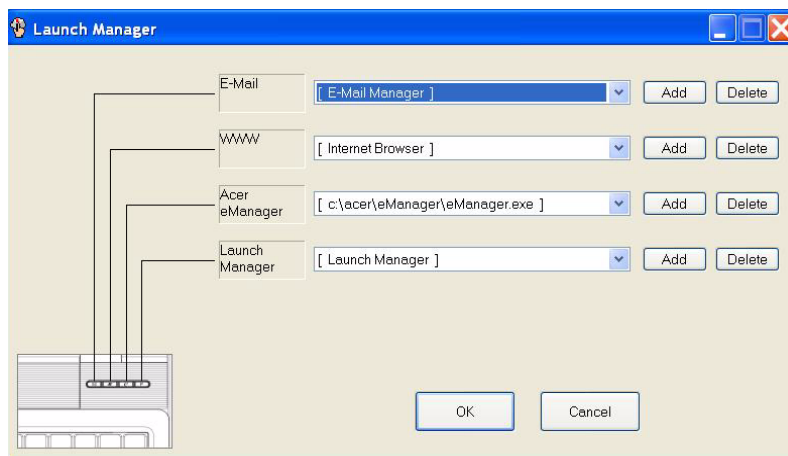 Launch Manager
E-Mail
[ E-Mail Manager ]
Add
Delete
WWW
[ Internet Browser ]
Add
Delete
Acer
eManager
[ c:\acer\eManager\eManager.exe ]
Add
Delete
Launch
Manager
[ Launch Manager ]
Add
Delete
OK
Cancel